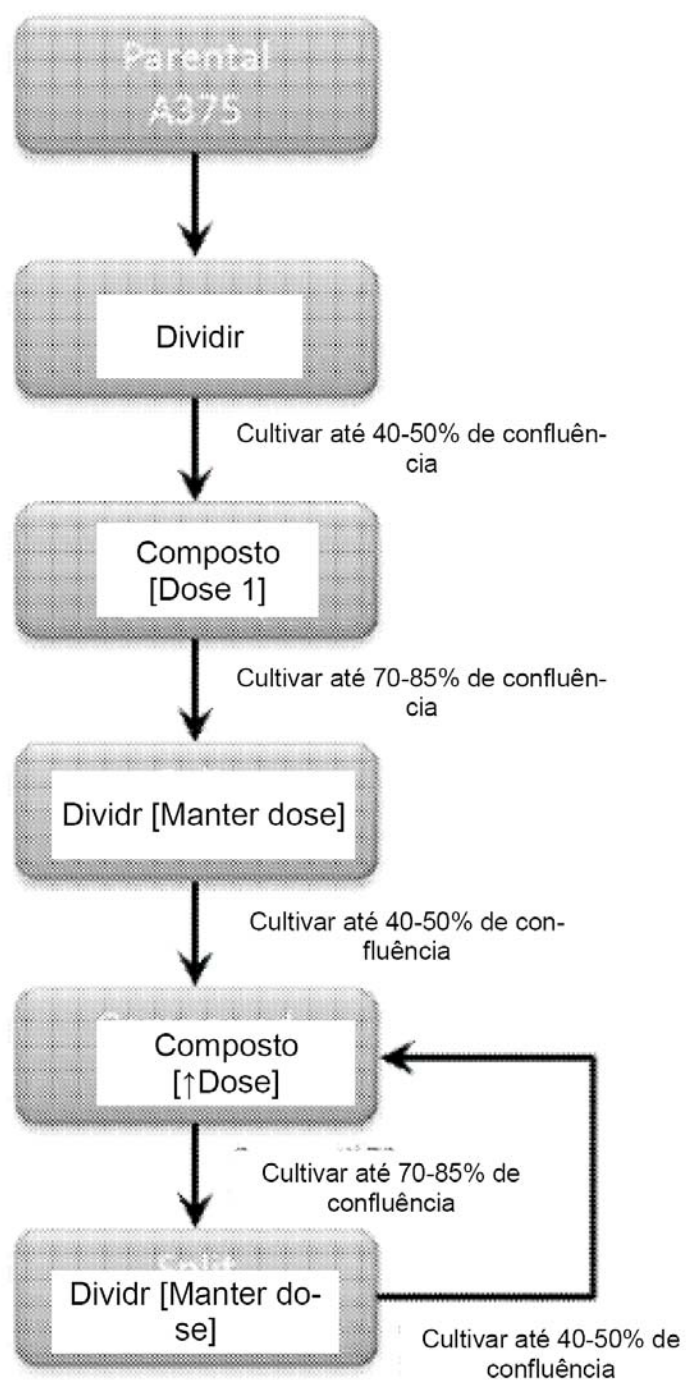 Parental
A375
Dividir
Cultivar até 40-50% de confluên-
cia
Composto
[Dose 1]
Cultivar até 70-85% de confluên-
cia
Dividr [Manter dose]
Cultivar até 40-50% de con-
fluência
Composto
[↑Dose]
Cultivar até 70-85% de
confluência
Split
Dividr [Manter do-
se]
Cultivar até 40-50% de
confluência